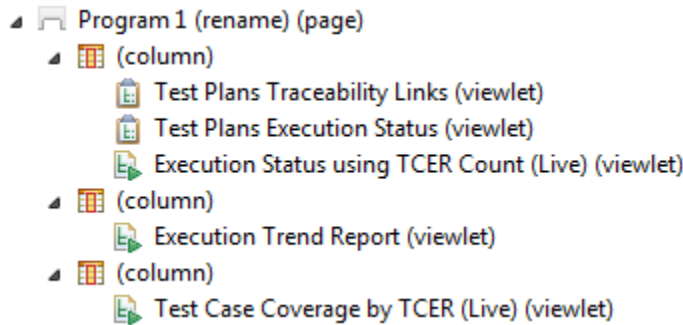 Program 1 (rename) (page)
(column)
Test Plans Traceability Links (viewlet)
Test Plans Execution Status (viewlet)
Execution Status using TCER Count (Live) (viewlet)
(column)
Execution Trend Report (viewlet)
(column)
Test Case Coverage by TCER (Live) (viewlet)